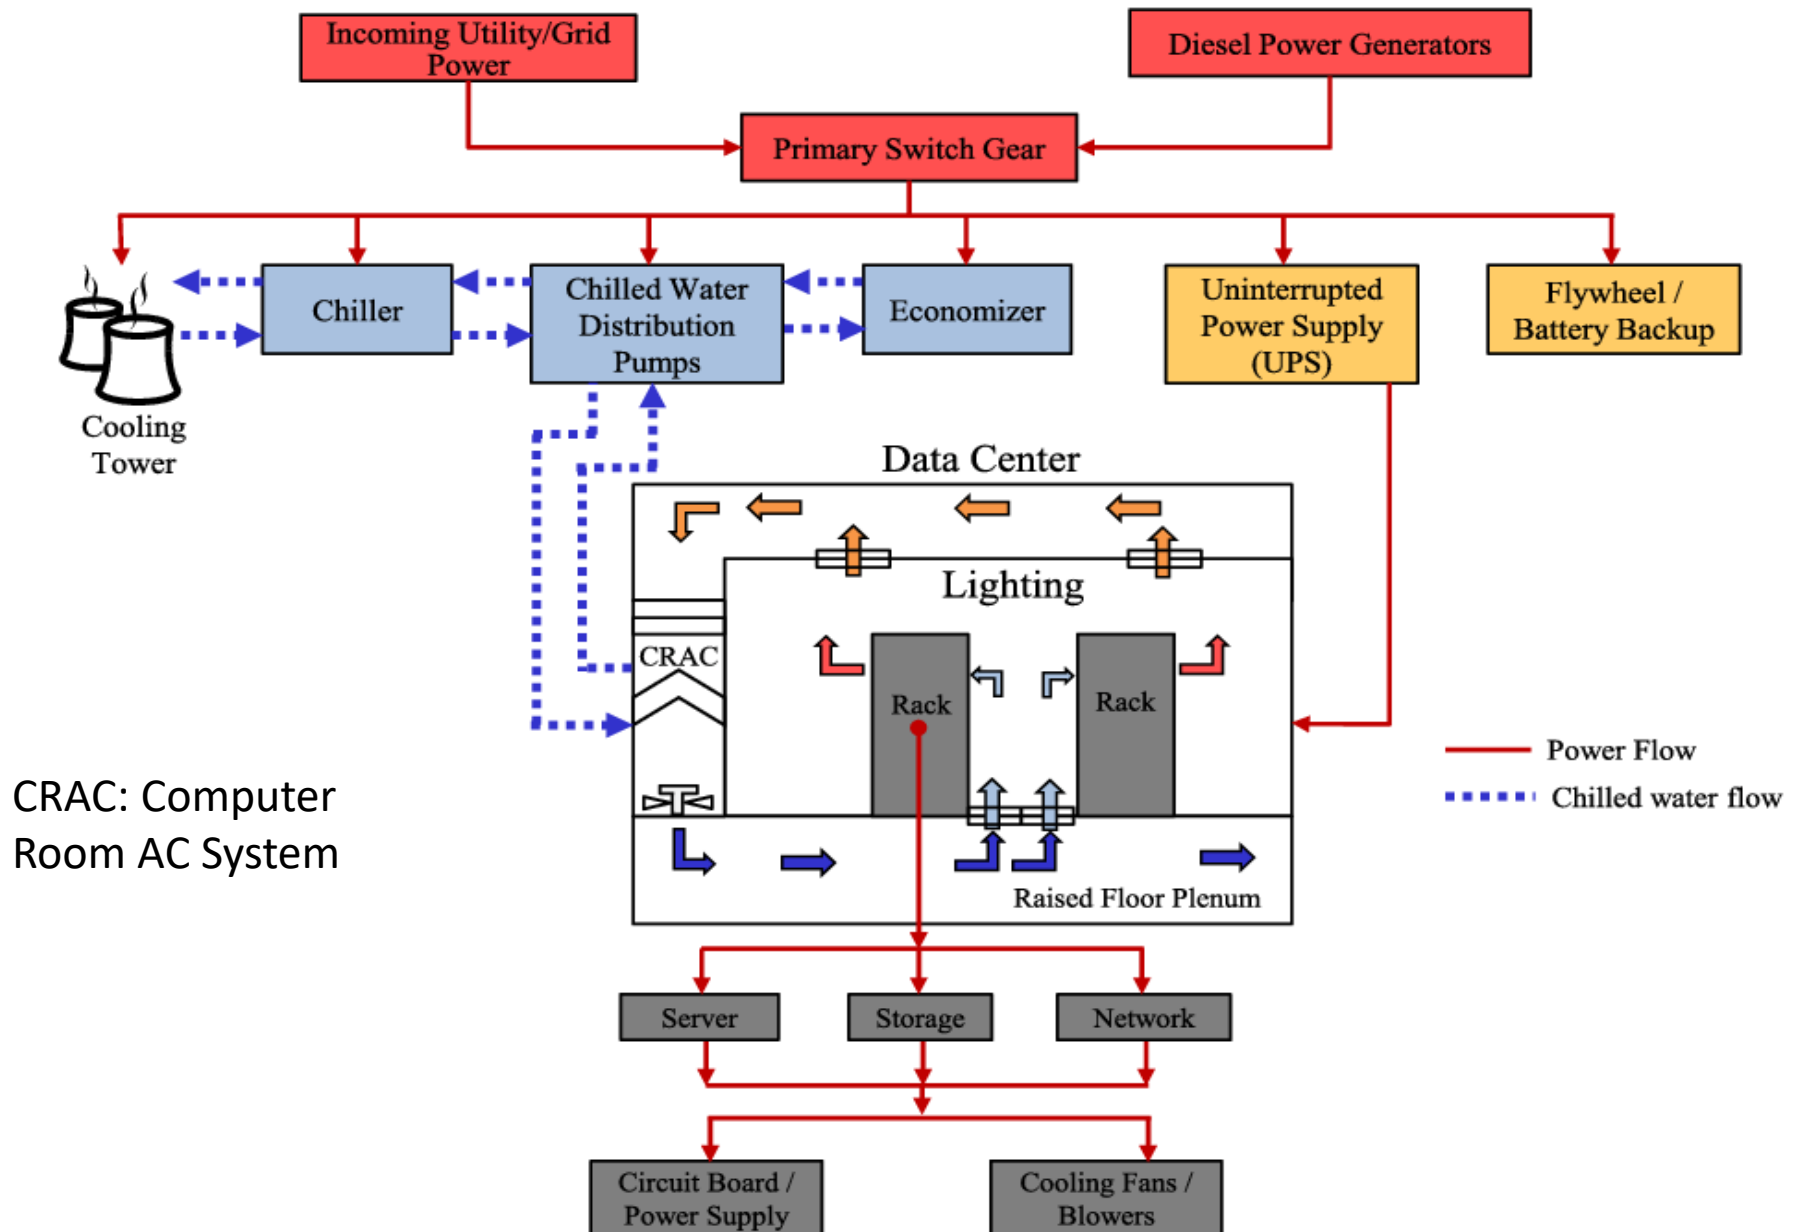 Incoming Utility/Grid
Power
Diesel Power Generators
Primary Switch Gear
Chiller
Chilled Water
Distribution
Pumps
Economizer
Uninterrupted
Power Supply
(UPS)
Flywheel /
Battery Backup
Cooling
Tower
Data Center
Lighting
CRAC
Rack
Rack
Power Flow
Chilled water flow
CRAC: Computer
Room AC System
Raised Floor Plenum
Server
Storage
Network
Circuit Board /
Power Supply
Cooling Fans /
Blowers